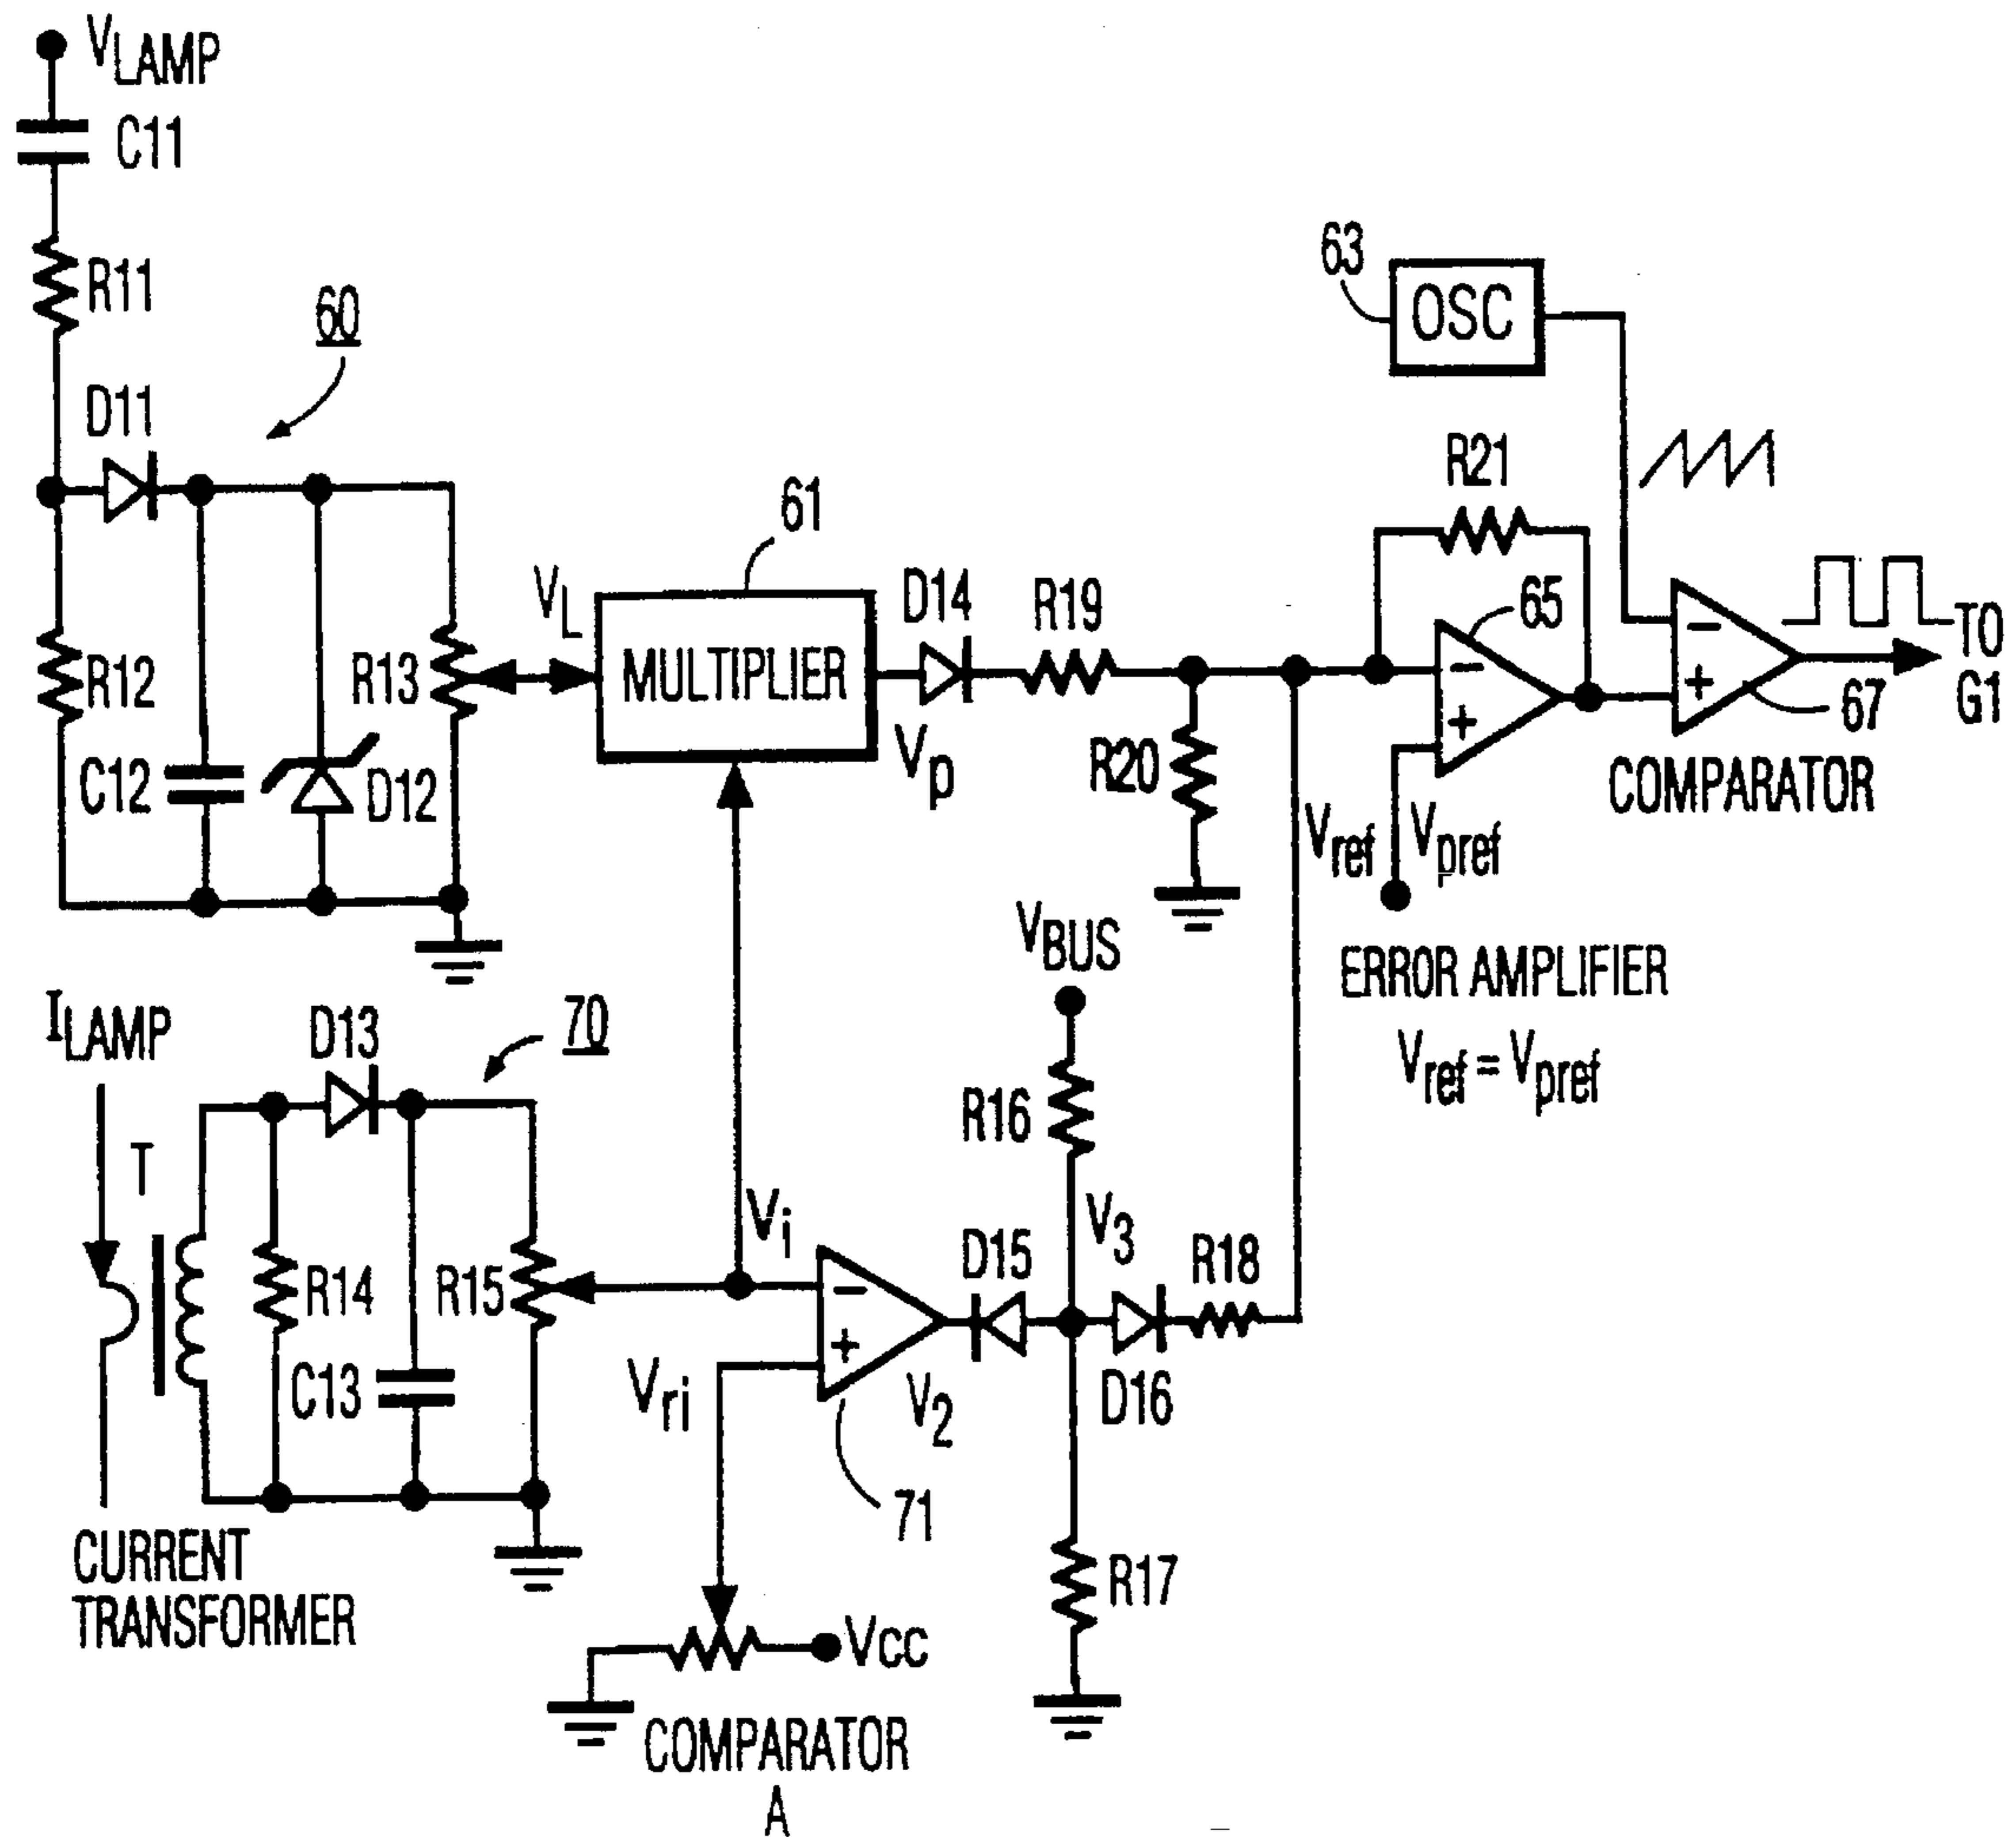 VLAMP
C11
R11
60
D11
R12
C12
D12
R13
VL
61
MULTIPLIER
Vp
D14
R19
R20
63
OSC
R21
65
67
TO
G1
COMPARATOR
Vref
Vpref
ERROR AMPLIFIER
Vref = Vpref
VBUS
ILAMP
D13
70
T
R14
C13
R15
CURRENT
TRANSFORMER
Vi
Vri
V2
71
R16
V3
D15
R18
D16
R17
VCC
COMPARATOR
A